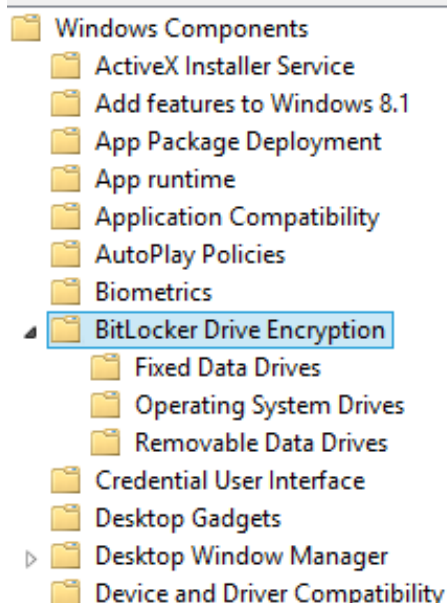 Windows Components
ActiveX Installer Service
Add features to Windows 8.1
App Package Deployment
App runtime
Application Compatibility
AutoPlay Policies
Biometrics
BitLocker Drive Encryption
Fixed Data Drives
Operating System Drives
Removable Data Drives
Credential User Interface
Desktop Gadgets
Desktop Window Manager
Device and Driver Compatibility